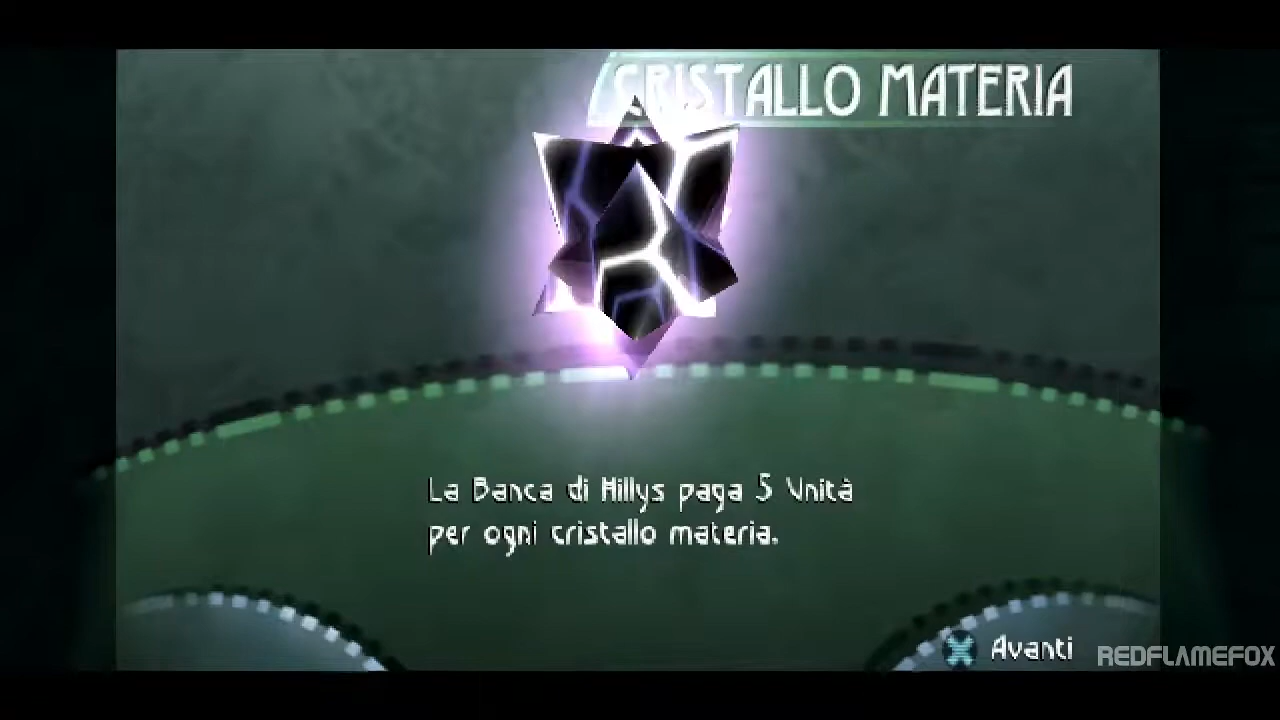 CRISTALLO MATERIA
La Banca di Hillys paga 5 Unità
per ogni cristallo materia.
Avanti
REDFLAMEFOX